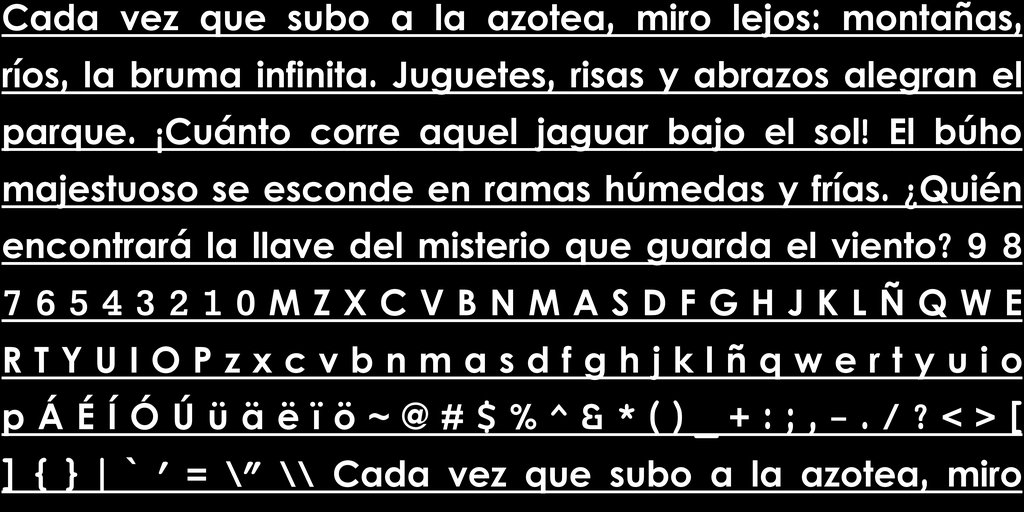 Cada vez que subo a la azotea, miro lejos: montañas,
ríos, la bruma infinita. Juguetes, risas y abrazos alegran el
parque. ¡Cuánto corre aquel jaguar bajo el sol! El búho
majestuoso se esconde en ramas húmedas y frías. ¿Quién
encontrará la llave del misterio que guarda el viento? 9 8
7 6 5 4 3 2 1 0 M Z X C V B N M A S D F G H J K L Ñ Q W E
R T Y U I O P z x c v b n m a s d f g h j k l ñ q w e r t y u i o
p Á É Í Ó Ú ü ä ë ï ö ~ @ # $ % ^ & * ( ) _ + : ; , - . / ? < > [
] { } | ` ' = \" \\ Cada vez que subo a la azotea, miro